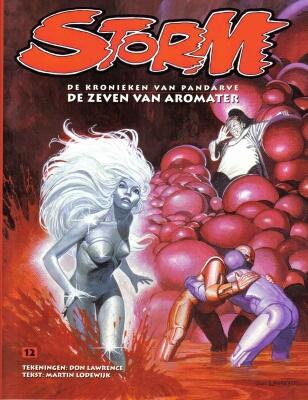 STORM
DE KRONIEKEN VAN PANDARVE
DE ZEVEN VAN AROMATER
12
TEKENINGEN: DON LAWRENCE
TEKST: MARTIN LODEWIJK